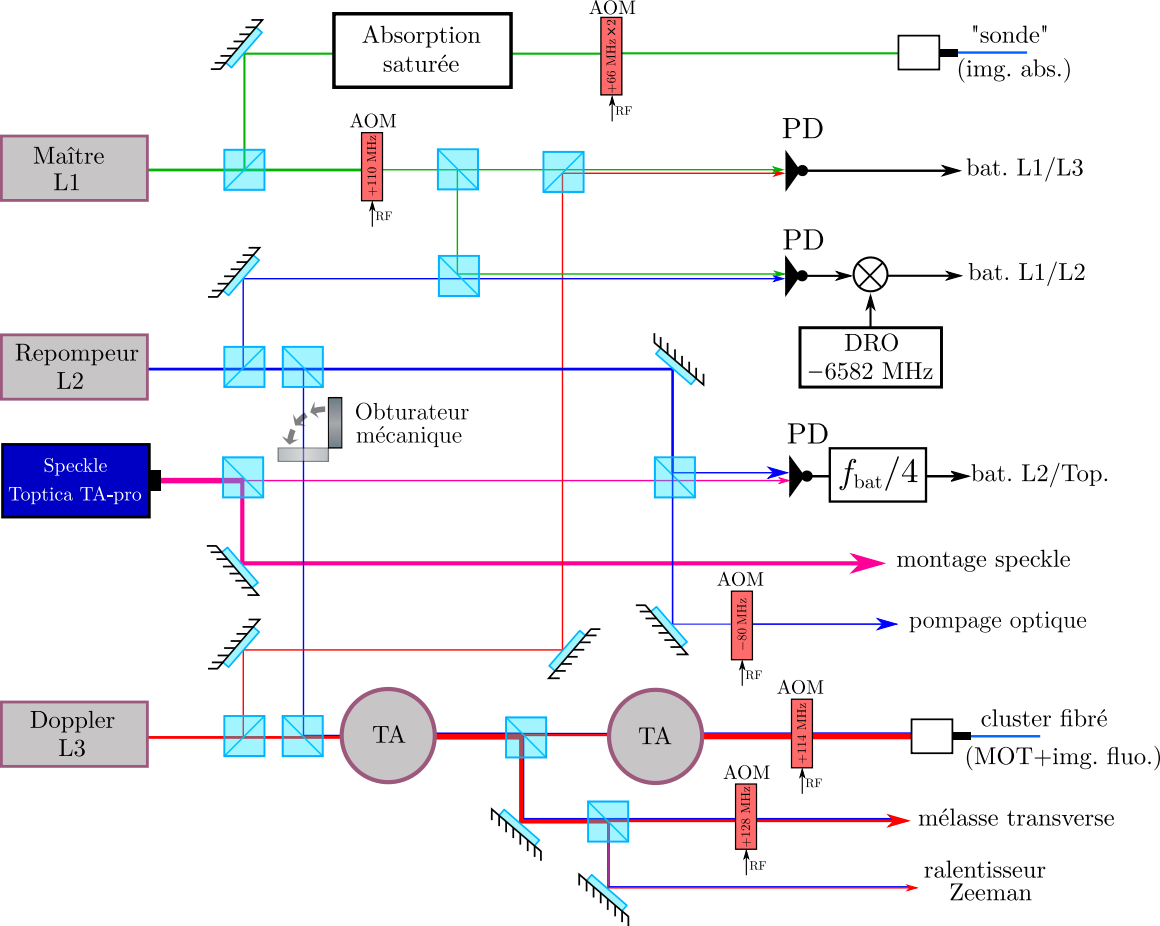 AOM
Absorption
saturée
+66 MHz ×2
RF
"sonde"
(img. abs.)
Maître
L1
AOM
+110 MHz
RF
PD
bat. L1/L3
PD
bat. L1/L2
DRO
−6582 MHz
Repompeur
L2
Obturateur
mécanique
Speckle
Toptica TA-pro
PD
f_bat/4
bat. L2/Top.
montage speckle
AOM
−80 MHz
RF
pompage optique
Doppler
L3
TA
TA
AOM
+114 MHz
RF
cluster fibré
(MOT+img. fluo.)
AOM
+128 MHz
RF
mélasse transverse
ralentisseur
Zeeman